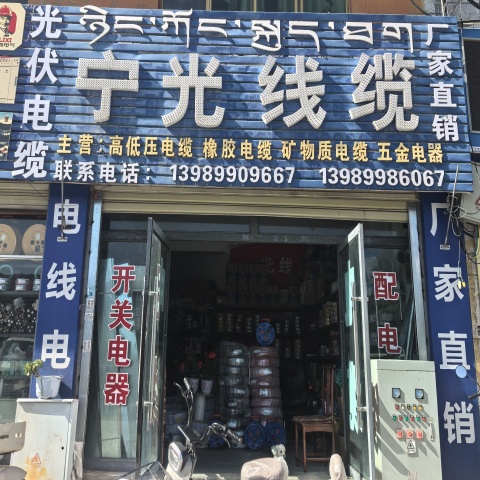 光伏电缆
宁光线缆
厂家直销
主营:高低压电缆 橡胶电缆 矿物质电缆 五金电器
联系电话: 13989909667 13989986067
电线电
开关电器
配电
厂家直销